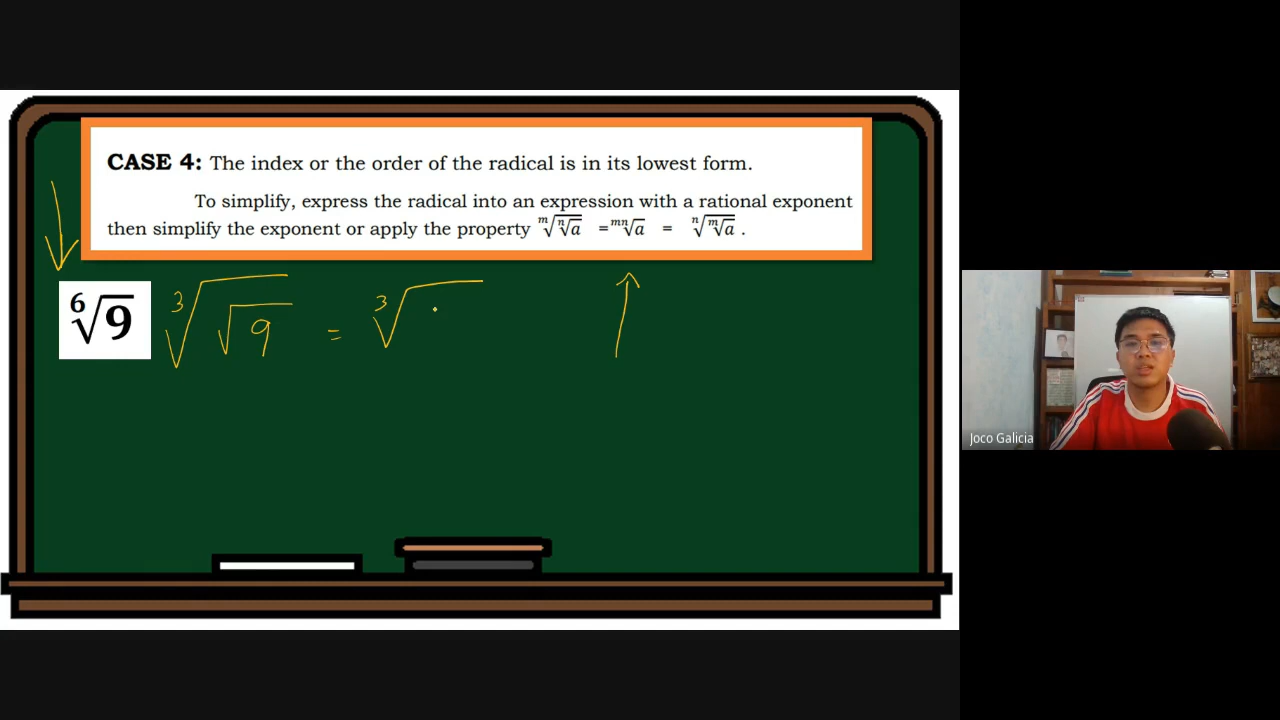 CASE 4: The index or the order of the radical is in its lowest form.
To simplify, express the radical into an expression with a rational exponent
then simplify the exponent or apply the property ᵐ√(ⁿ√a) = ᵐⁿ√a = ⁿ√(ᵐ√a).
⁶√9 ³√(√9) = ³√
Joco Galicia